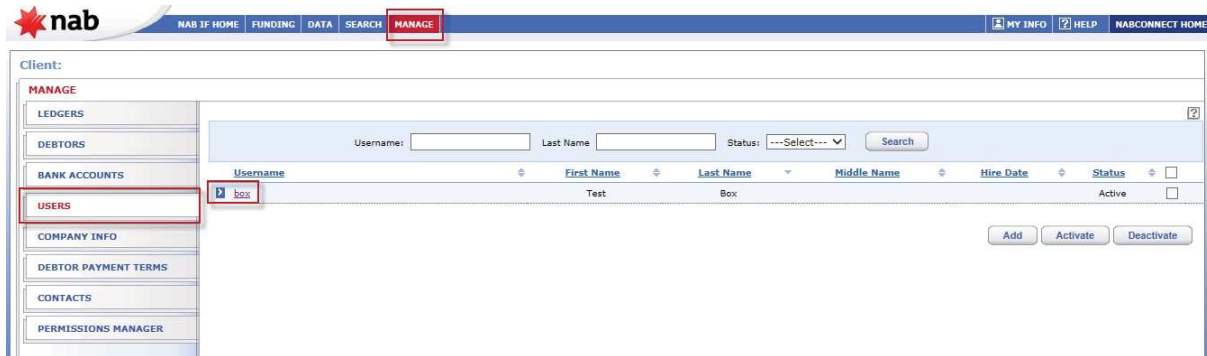 nab
NAB IF HOME FUNDING DATA SEARCH MANAGE MY INFO ? HELP NABCONNECT HOME
Client:
MANAGE
LEDGERS
?
DEBTORS
Username: Last Name Status: ---Select--- Search
BANK ACCOUNTS
Username First Name Last Name Middle Name Hire Date Status
box Test Box Active
USERS
COMPANY INFO
Add Activate Deactivate
DEBTOR PAYMENT TERMS
CONTACTS
PERMISSIONS MANAGER